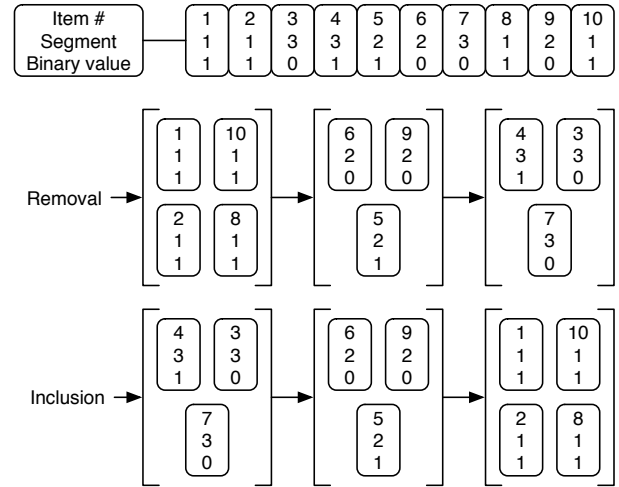 Item # 1 2 3 4 5 6 7 8 9 10
Segment 1 1 3 3 2 2 3 1 2 1
Binary value 1 1 0 1 1 0 0 1 0 1
1 10 6 9 4 3
1 1 2 2 3 3
1 1 0 0 1 0
Removal
2 8 5 7
1 1 2 3
1 1 1 0
4 3 6 9 1 10
3 3 2 2 1 1
1 0 0 0 1 1
Inclusion
7 5 2 8
3 2 1 1
0 1 1 1